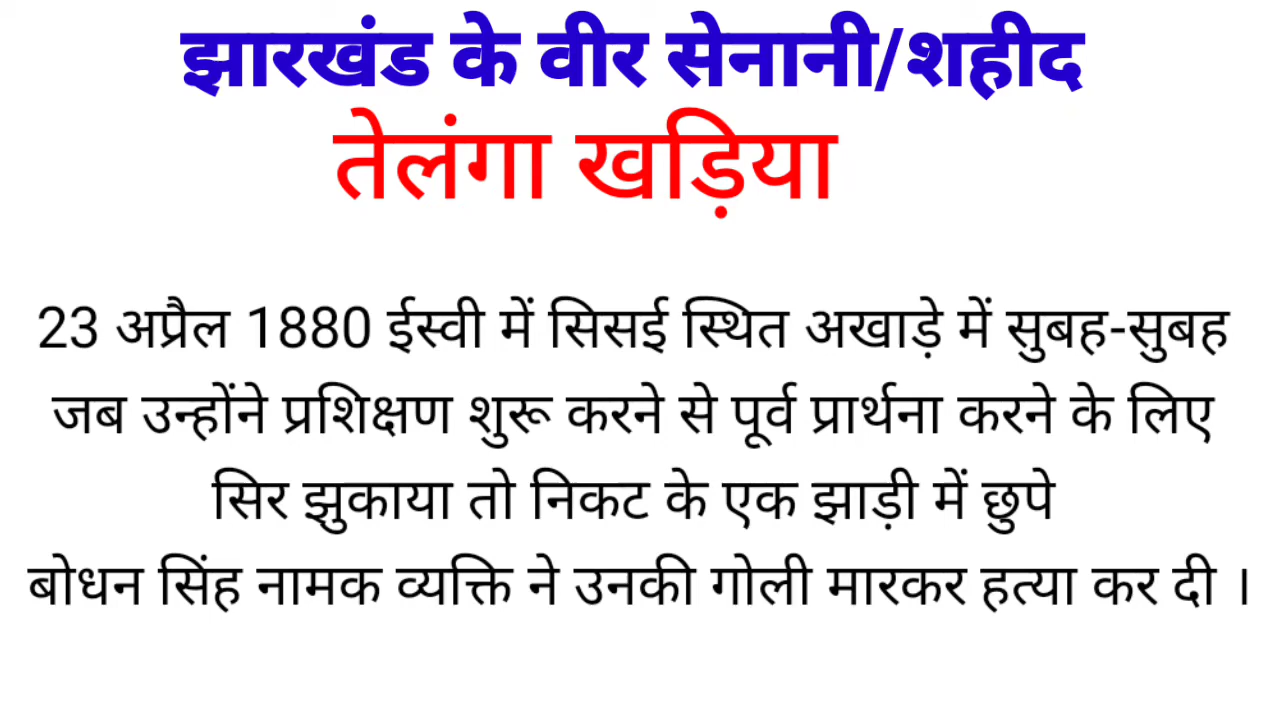 झारखंड के वीर सेनानी/शहीद
तेलंगा खड़िया
23 अप्रैल 1880 ईस्वी में सिसई स्थित अखाड़े में सुबह-सुबह
जब उन्होंने प्रशिक्षण शुरू करने से पूर्व प्रार्थना करने के लिए
सिर झुकाया तो निकट के एक झाड़ी में छुपे
बोधन सिंह नामक व्यक्ति ने उनकी गोली मारकर हत्या कर दी ।